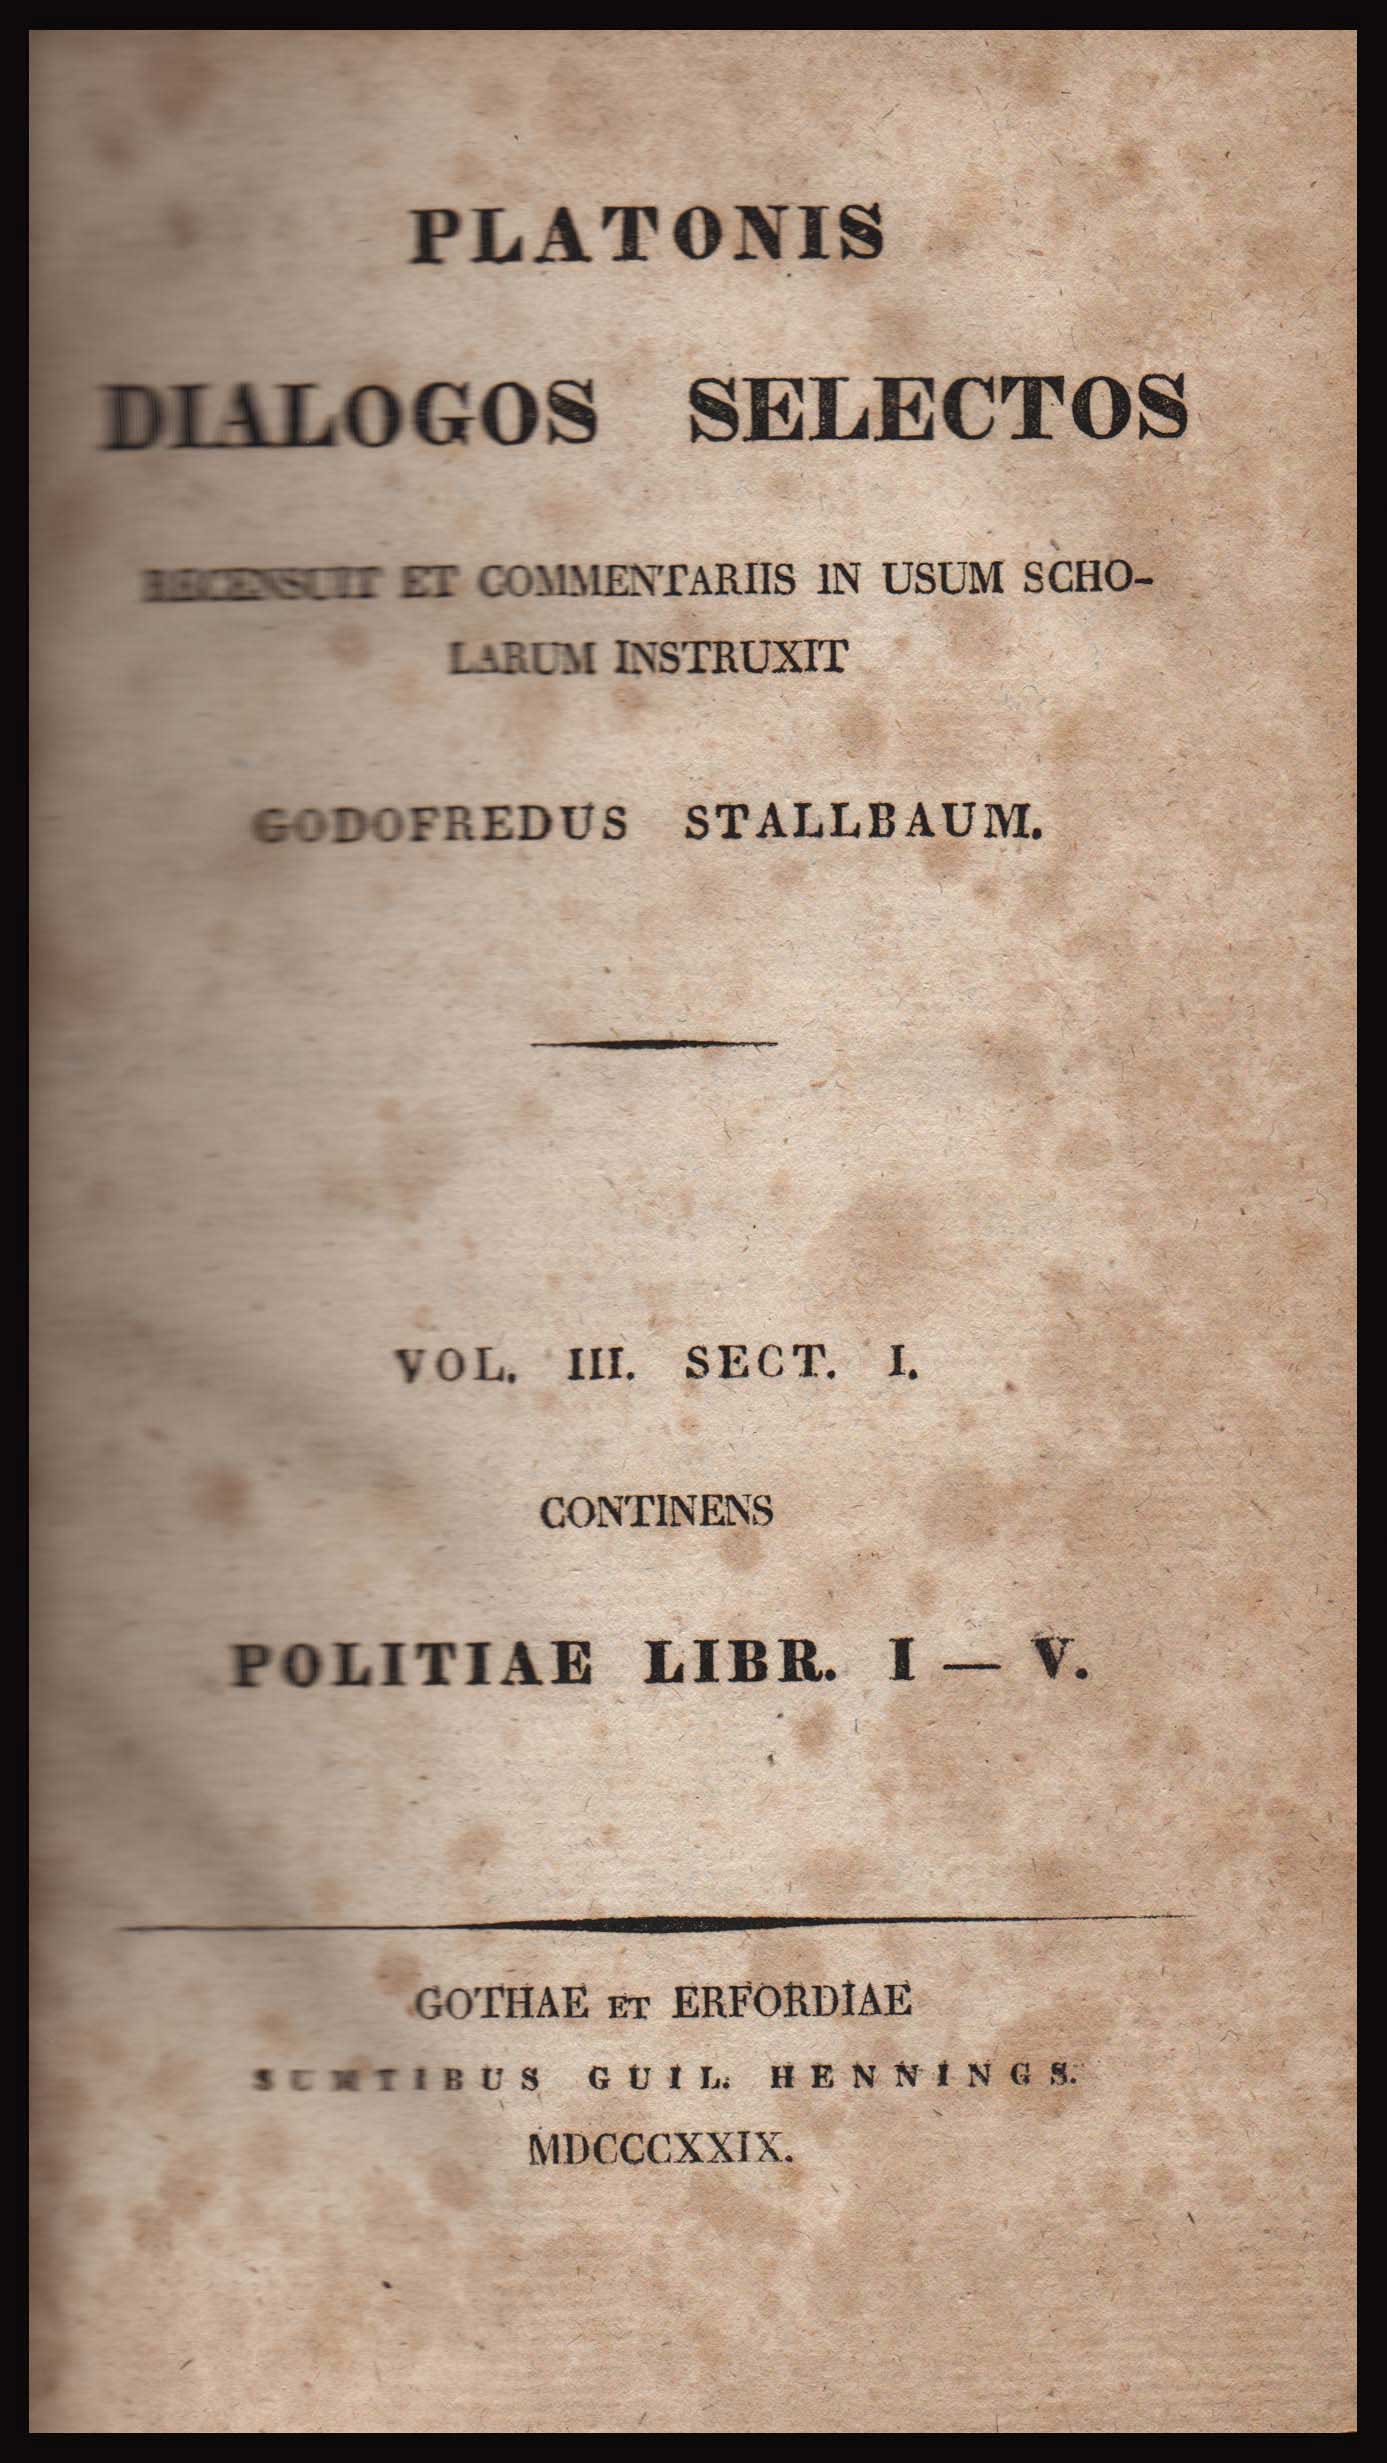 PLATONIS
DIALOGOS SELECTOS
RECENSUIT ET COMMENTARIIS IN USUM SCHO-
LARUM INSTRUXIT
GODOFREDUS STALLBAUM.
VOL. III. SECT. I.
CONTINENS
POLITIAE LIBR. I — V.
GOTHAE ET ERFORDIAE
SUMTIBUS GUIL. HENNINGS.
MDCCCXXIX.